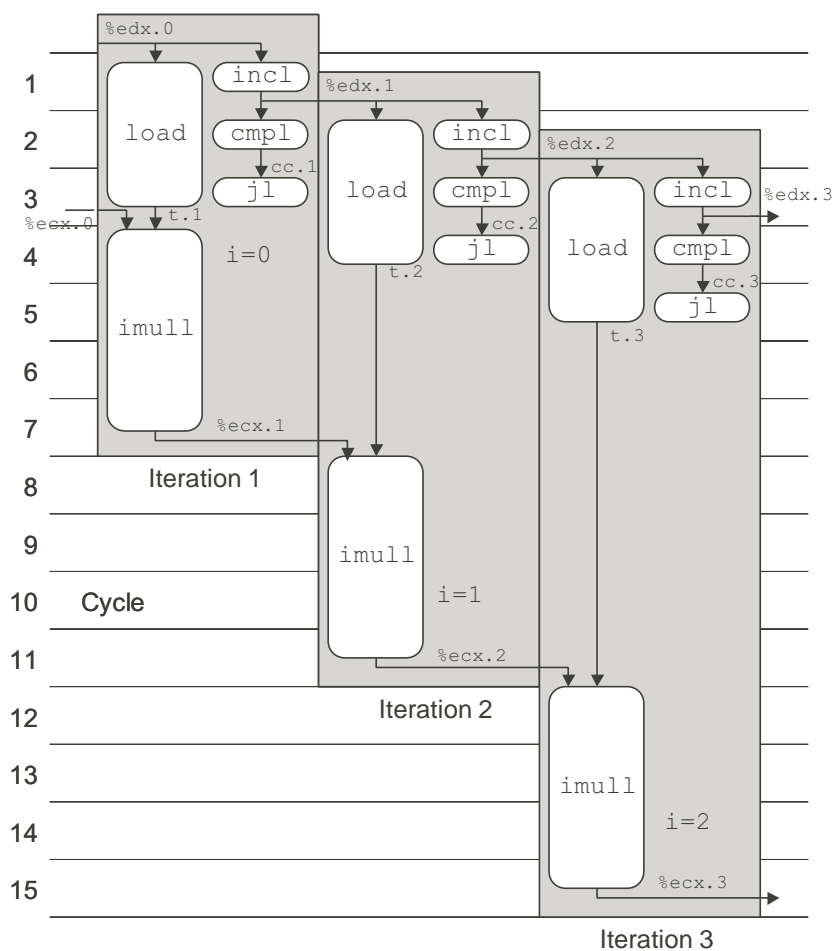 %edx.0
1
incl
%edx.1
load
2
cmpl
load
incl
%edx.2
cc.1
3
jl
cmpl
load
incl
%edx.3
%ecx.0
t.1
cc.2
4
i=0
jl
cmpl
t.2
cc.3
5
imull
jl
t.3
6
7
%ecx.1
Iteration 1
8
9
imull
10
Cycle
i=1
11
%ecx.2
Iteration 2
12
13
imull
14
i=2
15
%ecx.3
Iteration 3